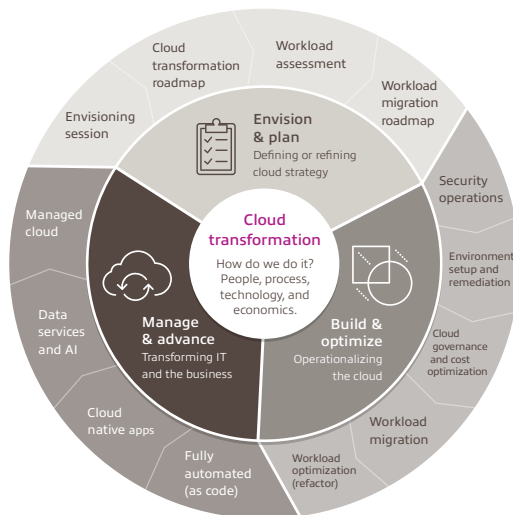 Cloud
transformation
roadmap
Workload
assessment
Workload
migration
roadmap
Envisioning
session
Envision
& plan
Defining or refining
cloud strategy
Security
operations
Environment
setup and
remediation
Cloud
governance
and cost
optimization
Workload
migration
Workload
optimization
(refactor)
Build &
optimize
Operationalizing
the cloud
Cloud
transformation
How do we do it?
People, process,
technology, and
economics.
Managed
cloud
Data
services
and AI
Cloud
native apps
Fully
automated
(as code)
Manage
& advance
Transforming IT
and the business